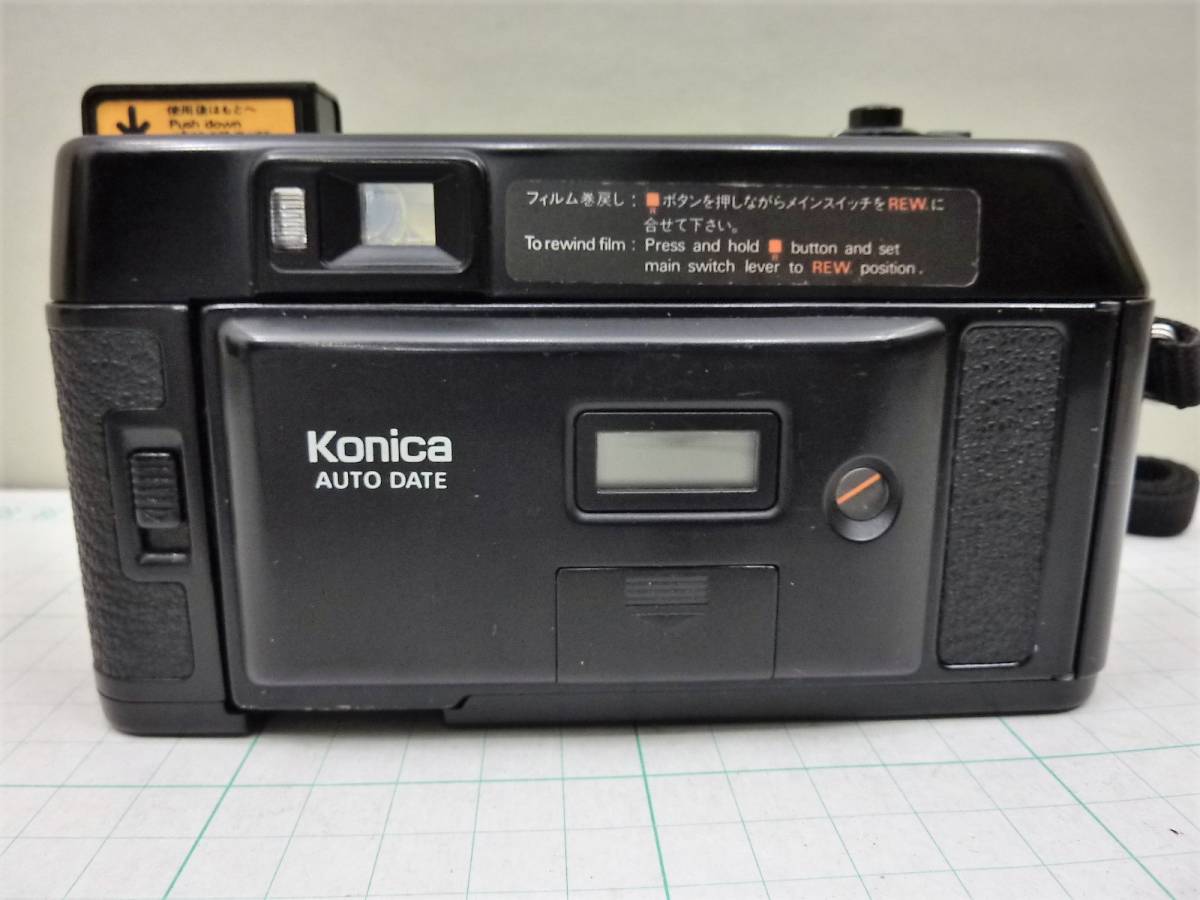 使用後はもとへ
Push down
フィルム巻戻し : ボタンを押しながらメインスイッチをREW.に
R
合せて下さい。
To rewind film : Press and hold button and set
R
main switch lever to REW. position.
Konica
AUTO DATE